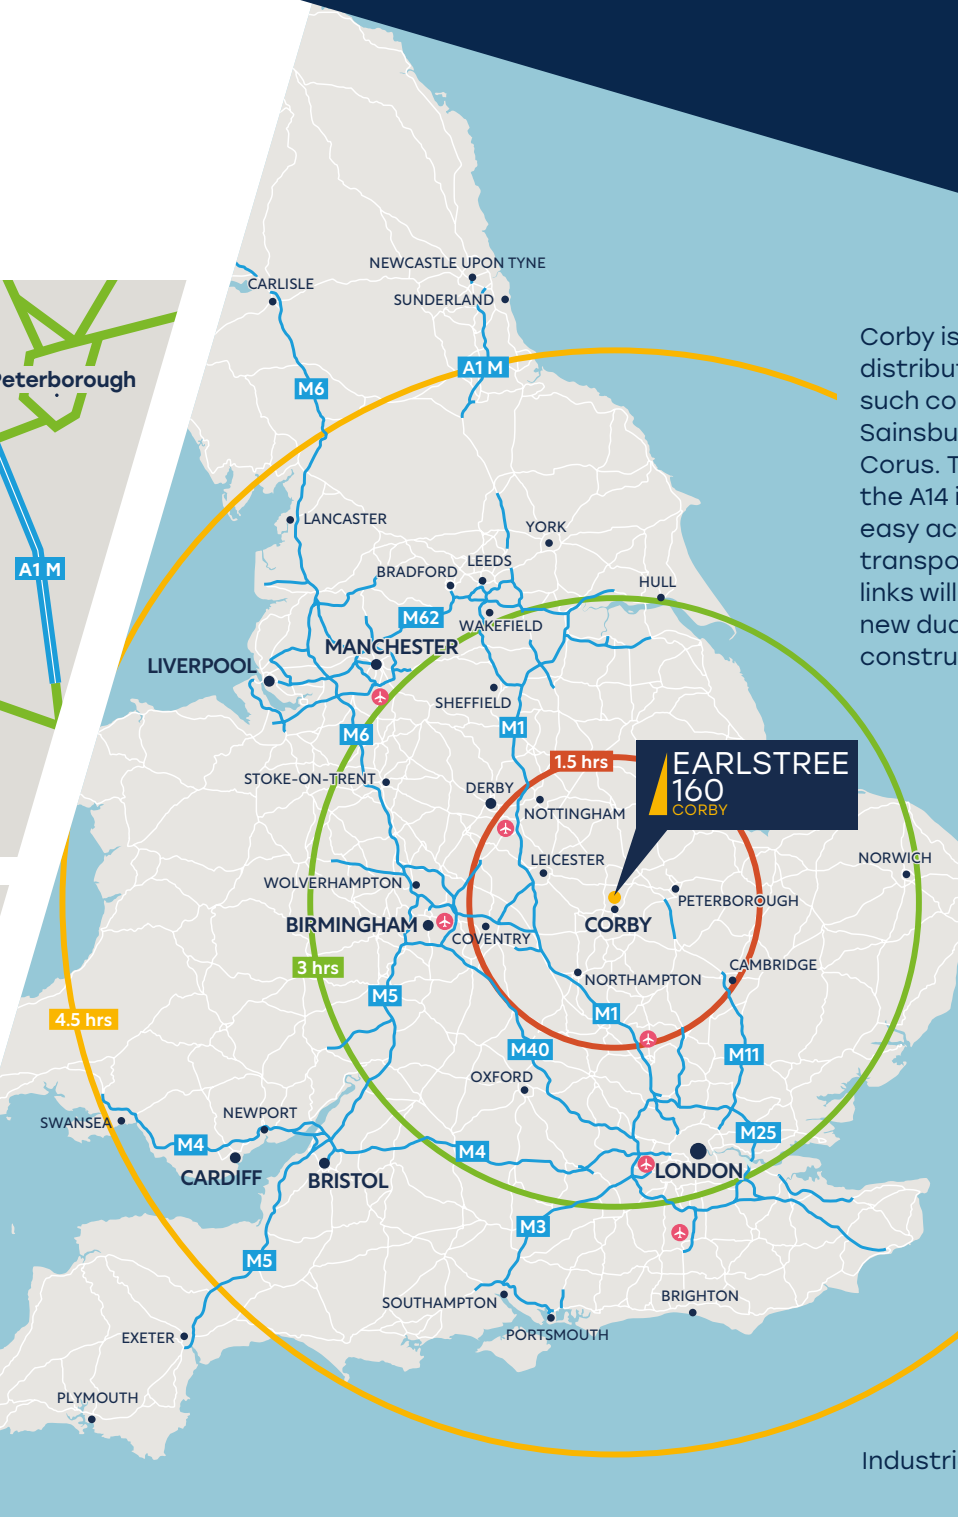 NEWCASTLE UPON TYNE
CARLISLE
SUNDERLAND
A1 M
M6
Peterborough
A1 M
LANCASTER
YORK
LEEDS
BRADFORD
HULL
M62
WAKEFIELD
MANCHESTER
LIVERPOOL
SHEFFIELD
M1
M6
1.5 hrs
STOKE-ON-TRENT
DERBY
NOTTINGHAM
EARLSTREE
160
CORBY
LEICESTER
NORWICH
WOLVERHAMPTON
PETERBOROUGH
BIRMINGHAM
CORBY
COVENTRY
3 hrs
NORTHAMPTON
CAMBRIDGE
M5
M1
4.5 hrs
M40
M11
OXFORD
SWANSEA
NEWPORT
M25
M4
M4
CARDIFF
BRISTOL
LONDON
M3
M5
SOUTHAMPTON
BRIGHTON
EXETER
PORTSMOUTH
PLYMOUTH
Corby is
distribu
such co
Sainsbu
Corus. T
the A14 i
easy ac
transpo
links will
new dua
constru
Industri